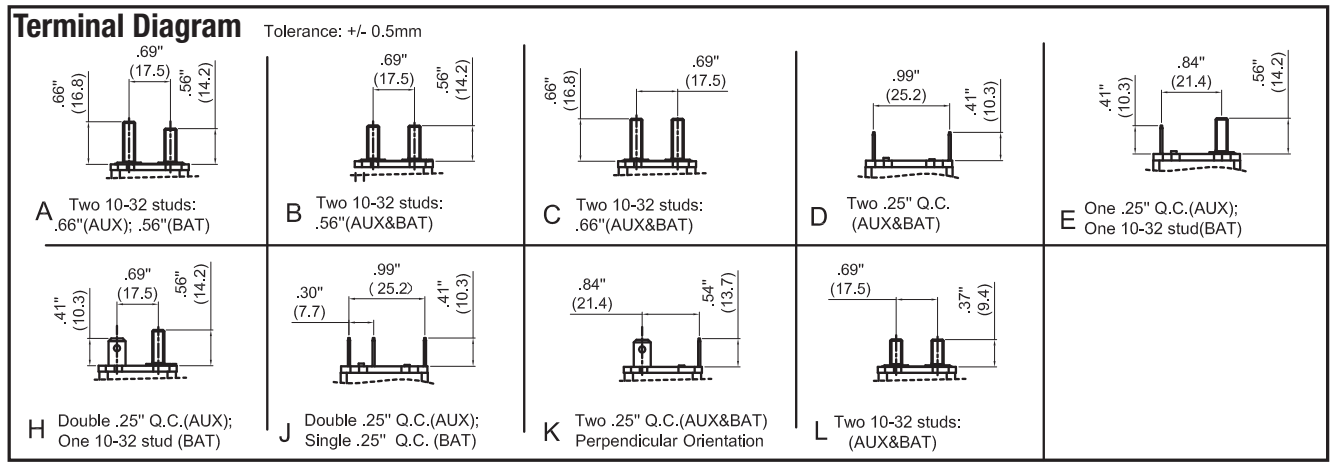 Terminal Diagram Tolerance: +/- 0.5mm
.69"
(17.5)
.66"
(16.8)
.56"
(14.2)
A Two 10-32 studs:
.66"(AUX); .56"(BAT)
.69"
(17.5)
.56"
(14.2)
B Two 10-32 studs:
.56"(AUX&BAT)
.66"
(16.8)
.69"
(17.5)
C Two 10-32 studs:
.66"(AUX&BAT)
.99"
(25.2)
.41"
(10.3)
D Two .25" Q.C.
(AUX&BAT)
.41"
(10.3)
.84"
(21.4)
.56"
(14.2)
E One .25" Q.C.(AUX);
One 10-32 stud(BAT)
.41"
(10.3)
.69"
(17.5)
.56"
(14.2)
H Double .25" Q.C.(AUX);
One 10-32 stud (BAT)
.30"
(7.7)
.99"
(25.2)
.41"
(10.3)
J Double .25" Q.C.(AUX);
Single .25" Q.C. (BAT)
.84"
(21.4)
.54"
(13.7)
K Two .25" Q.C.(AUX&BAT)
Perpendicular Orientation
.69"
(17.5)
.37"
(9.4)
L Two 10-32 studs:
(AUX&BAT)